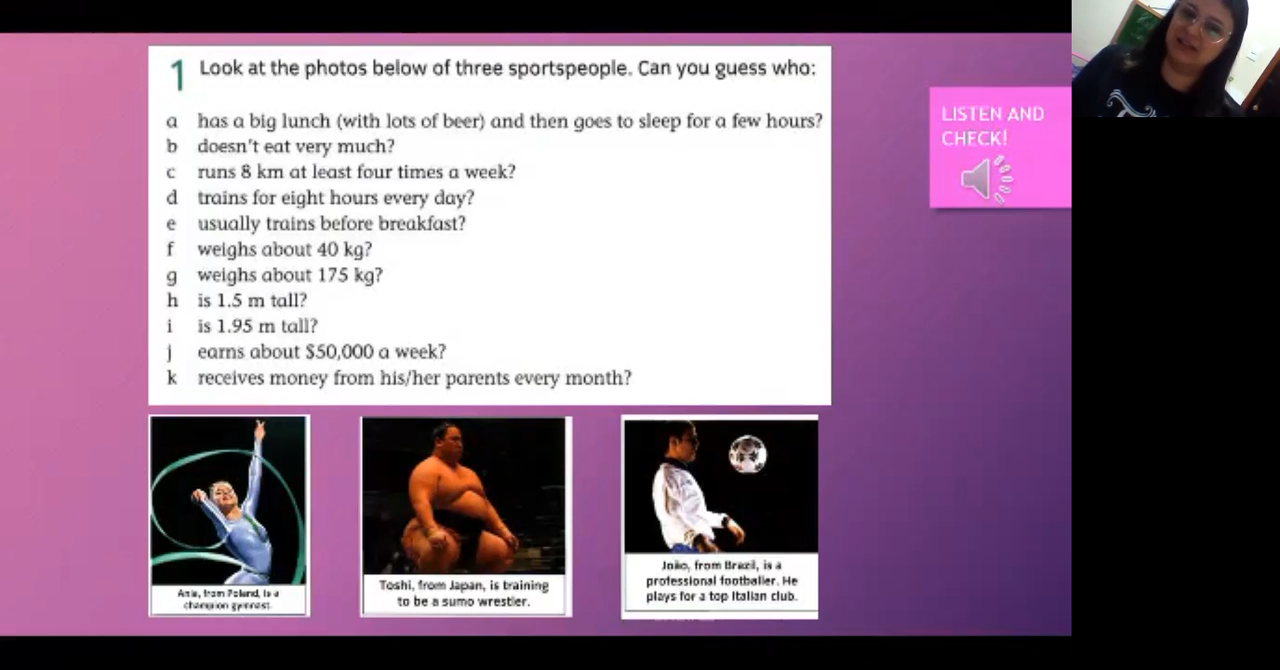 1 Look at the photos below of three sportspeople. Can you guess who:
a has a big lunch (with lots of beer) and then goes to sleep for a few hours?
b doesn't eat very much?
c runs 8 km at least four times a week?
d trains for eight hours every day?
e usually trains before breakfast?
f weighs about 40 kg?
g weighs about 175 kg?
h is 1.5 m tall?
i is 1.95 m tall?
j earns about $50,000 a week?
k receives money from his/her parents every month?
LISTEN AND
CHECK!
Ania, from Poland, is a
champion gymnast.
Toshi, from Japan, is training
to be a sumo wrestler.
João, from Brazil, is a
professional footballer. He
plays for a top Italian club.